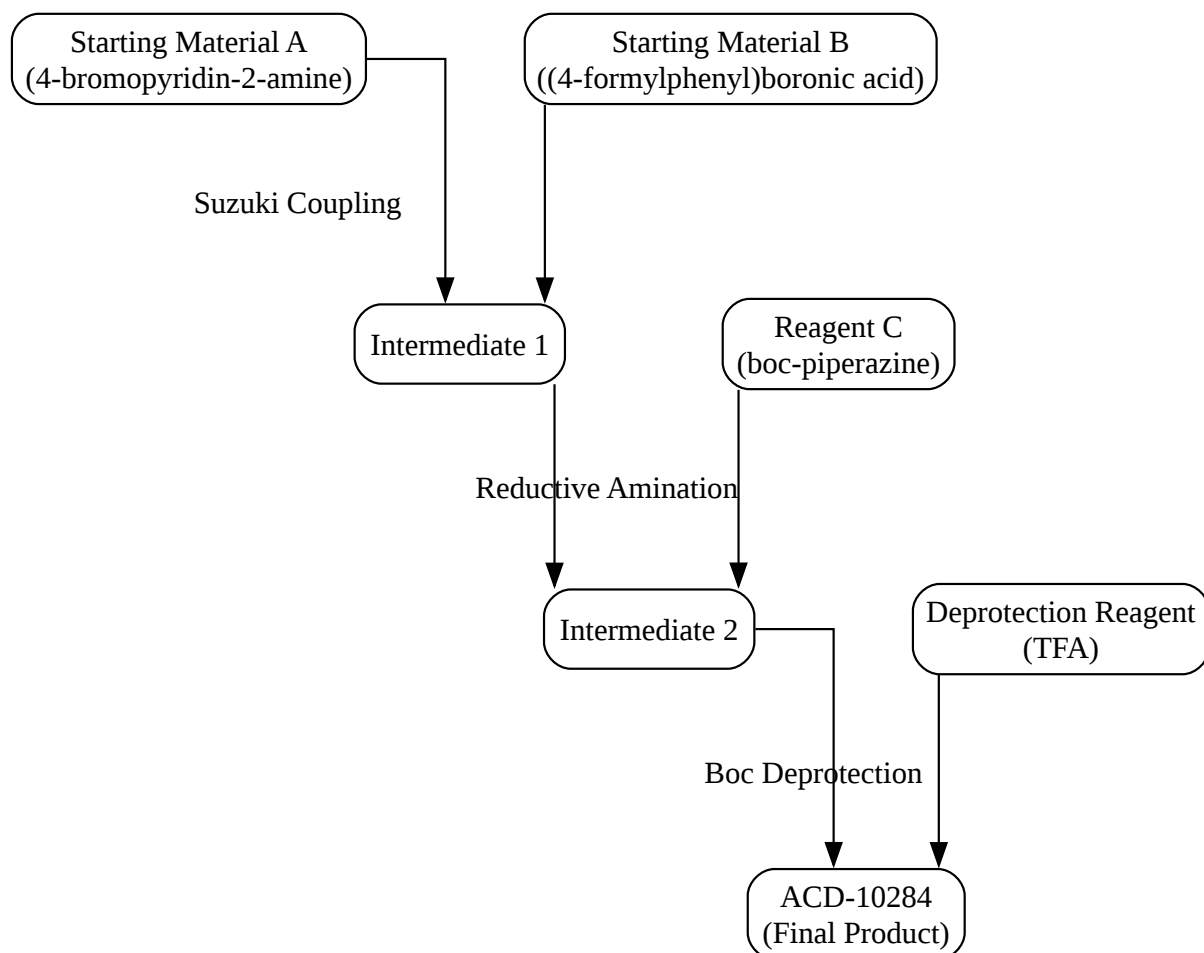 Starting Material A
(4-bromopyridin-2-amine)
Starting Material B
((4-formylphenyl)boronic acid)
Suzuki Coupling
Intermediate 1
Reagent C
(boc-piperazine)
Reductive Amination
Intermediate 2
Deprotection Reagent
(TFA)
Boc Deprotection
ACD-10284
(Final Product)